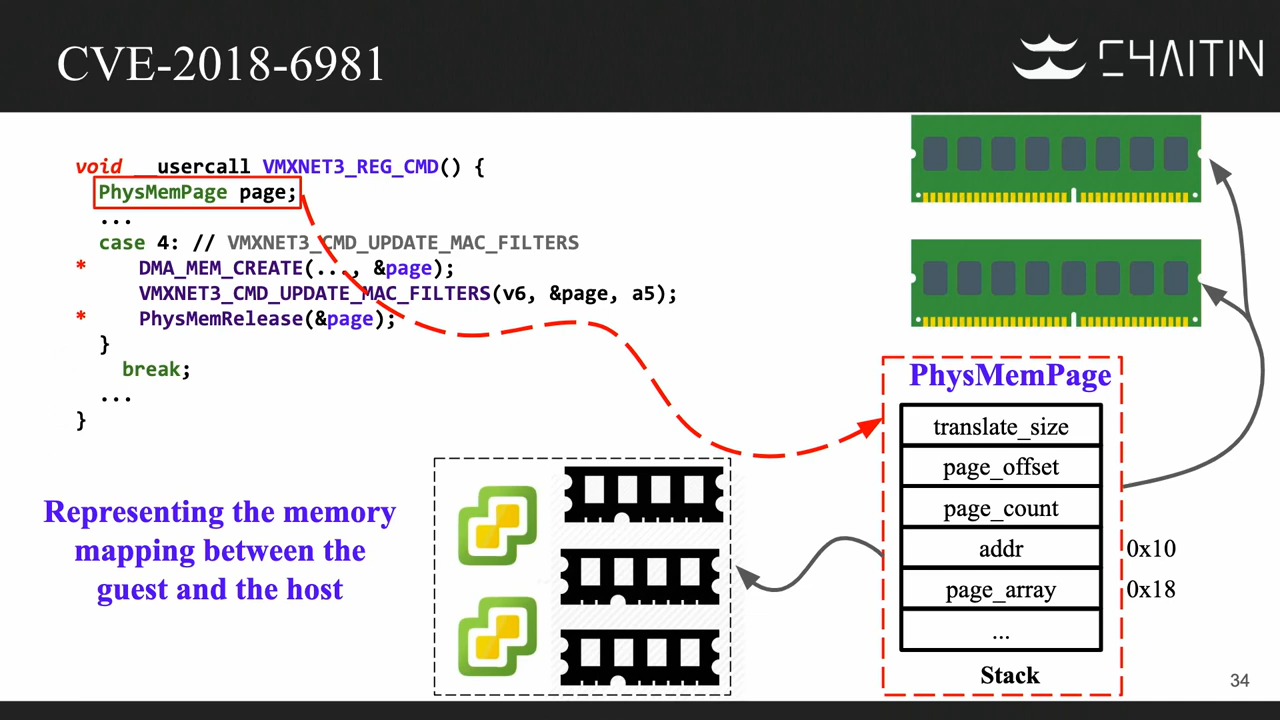 CVE-2018-6981
CHAITIN
void __usercall VMXNET3_REG_CMD() {
PhysMemPage page;
...
case 4: // VMXNET3_CMD_UPDATE_MAC_FILTERS
* DMA_MEM_CREATE(..., &page);
VMXNET3_CMD_UPDATE_MAC_FILTERS(v6, &page, a5);
* PhysMemRelease(&page);
}
break;
...
}
Representing the memory
mapping between the
guest and the host
PhysMemPage
translate_size
page_offset
page_count
addr 0x10
page_array 0x18
...
Stack
34